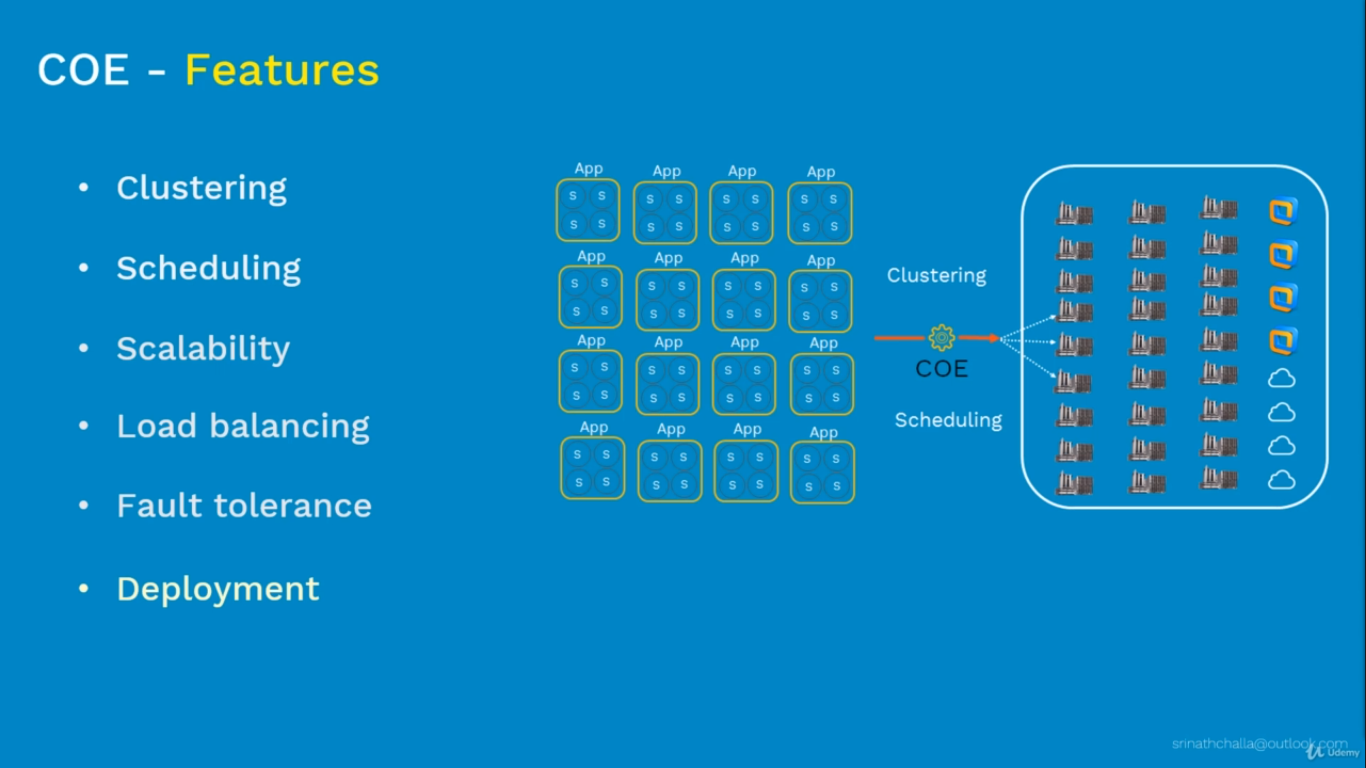 COE - Features
• Clustering
• Scheduling
• Scalability
• Load balancing
• Fault tolerance
• Deployment
App App App App
S S S S S S S S
S S S S S S S S
App App App App
S S S S S S S S
S S S S S S S S
App App App App
S S S S S S S S
S S S S S S S S
App App App App
S S S S S S S S
S S S S S S S S
Clustering
COE
Scheduling
srinathchalla@outlook.com
Udemy